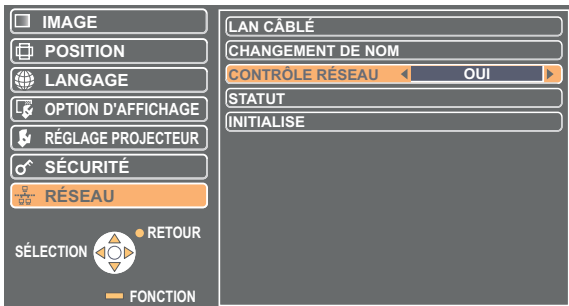 IMAGE
POSITION
LANGAGE
OPTION D'AFFICHAGE
RÉGLAGE PROJECTEUR
SÉCURITÉ
RÉSEAU
RETOUR
SÉLECTION
FONCTION
LAN CÂBLÉ
CHANGEMENT DE NOM
CONTRÔLE RÉSEAU OUI
STATUT
INITIALISE